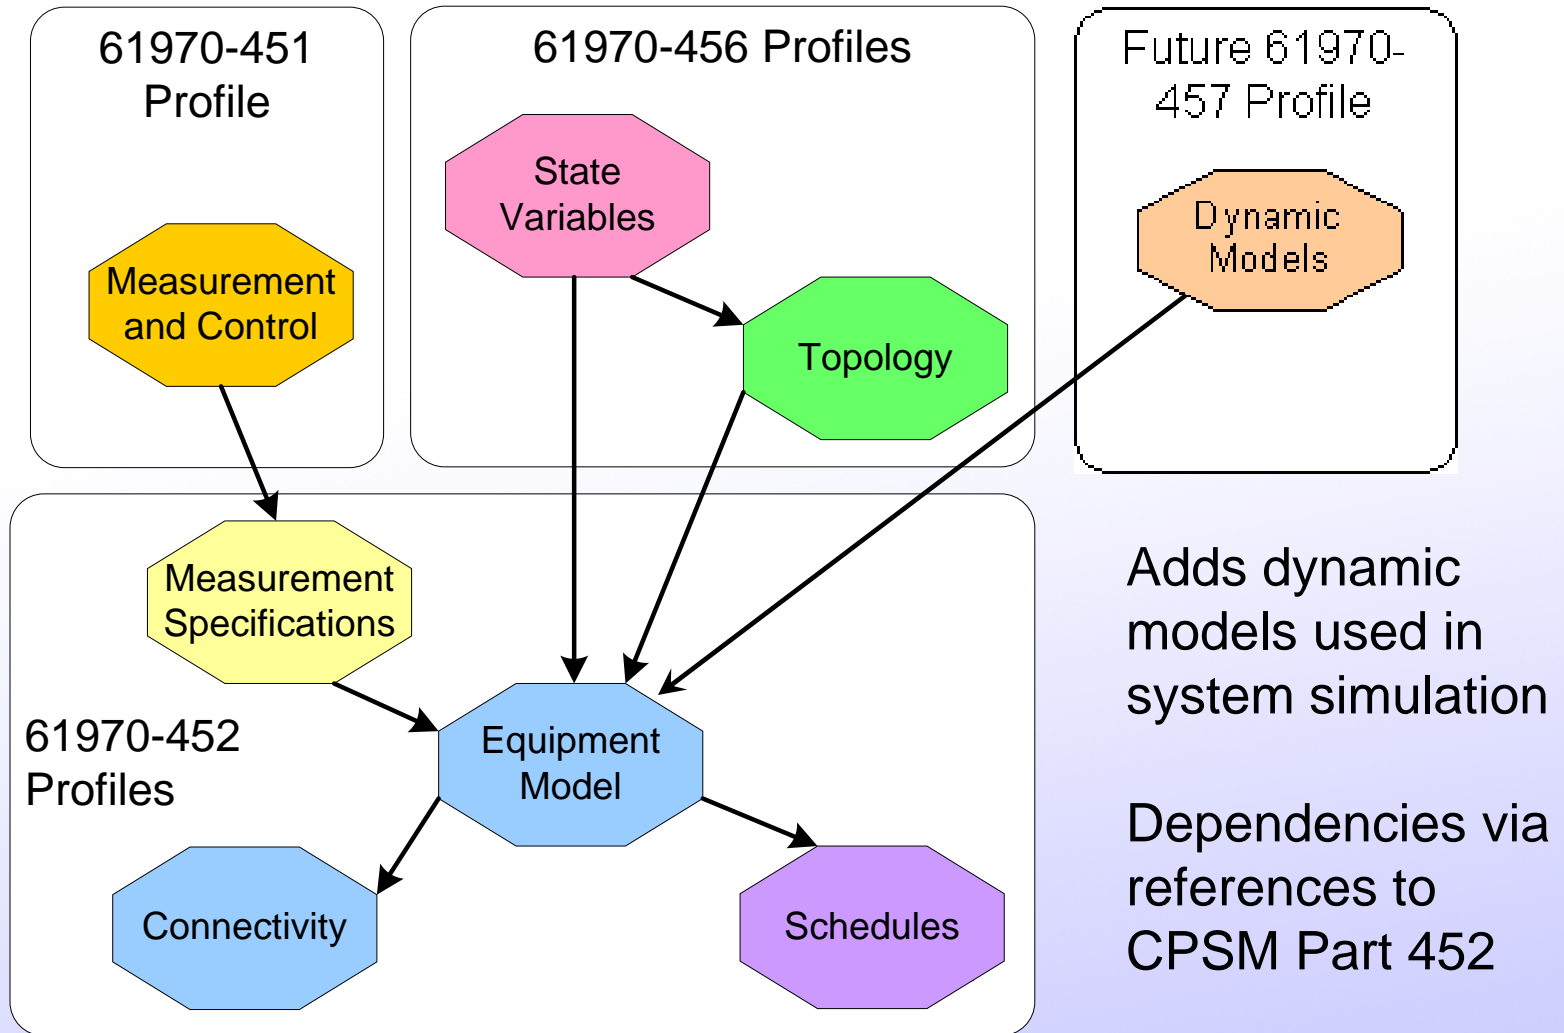 61970-451
Profile
Measurement
and Control
61970-456 Profiles
State
Variables
Topology
Future 61970-
457 Profile
Dynamic
Models
Measurement
Specifications
61970-452
Profiles
Equipment
Model
Connectivity
Schedules
Adds dynamic
models used in
system simulation
Dependencies via
references to
CPSM Part 452